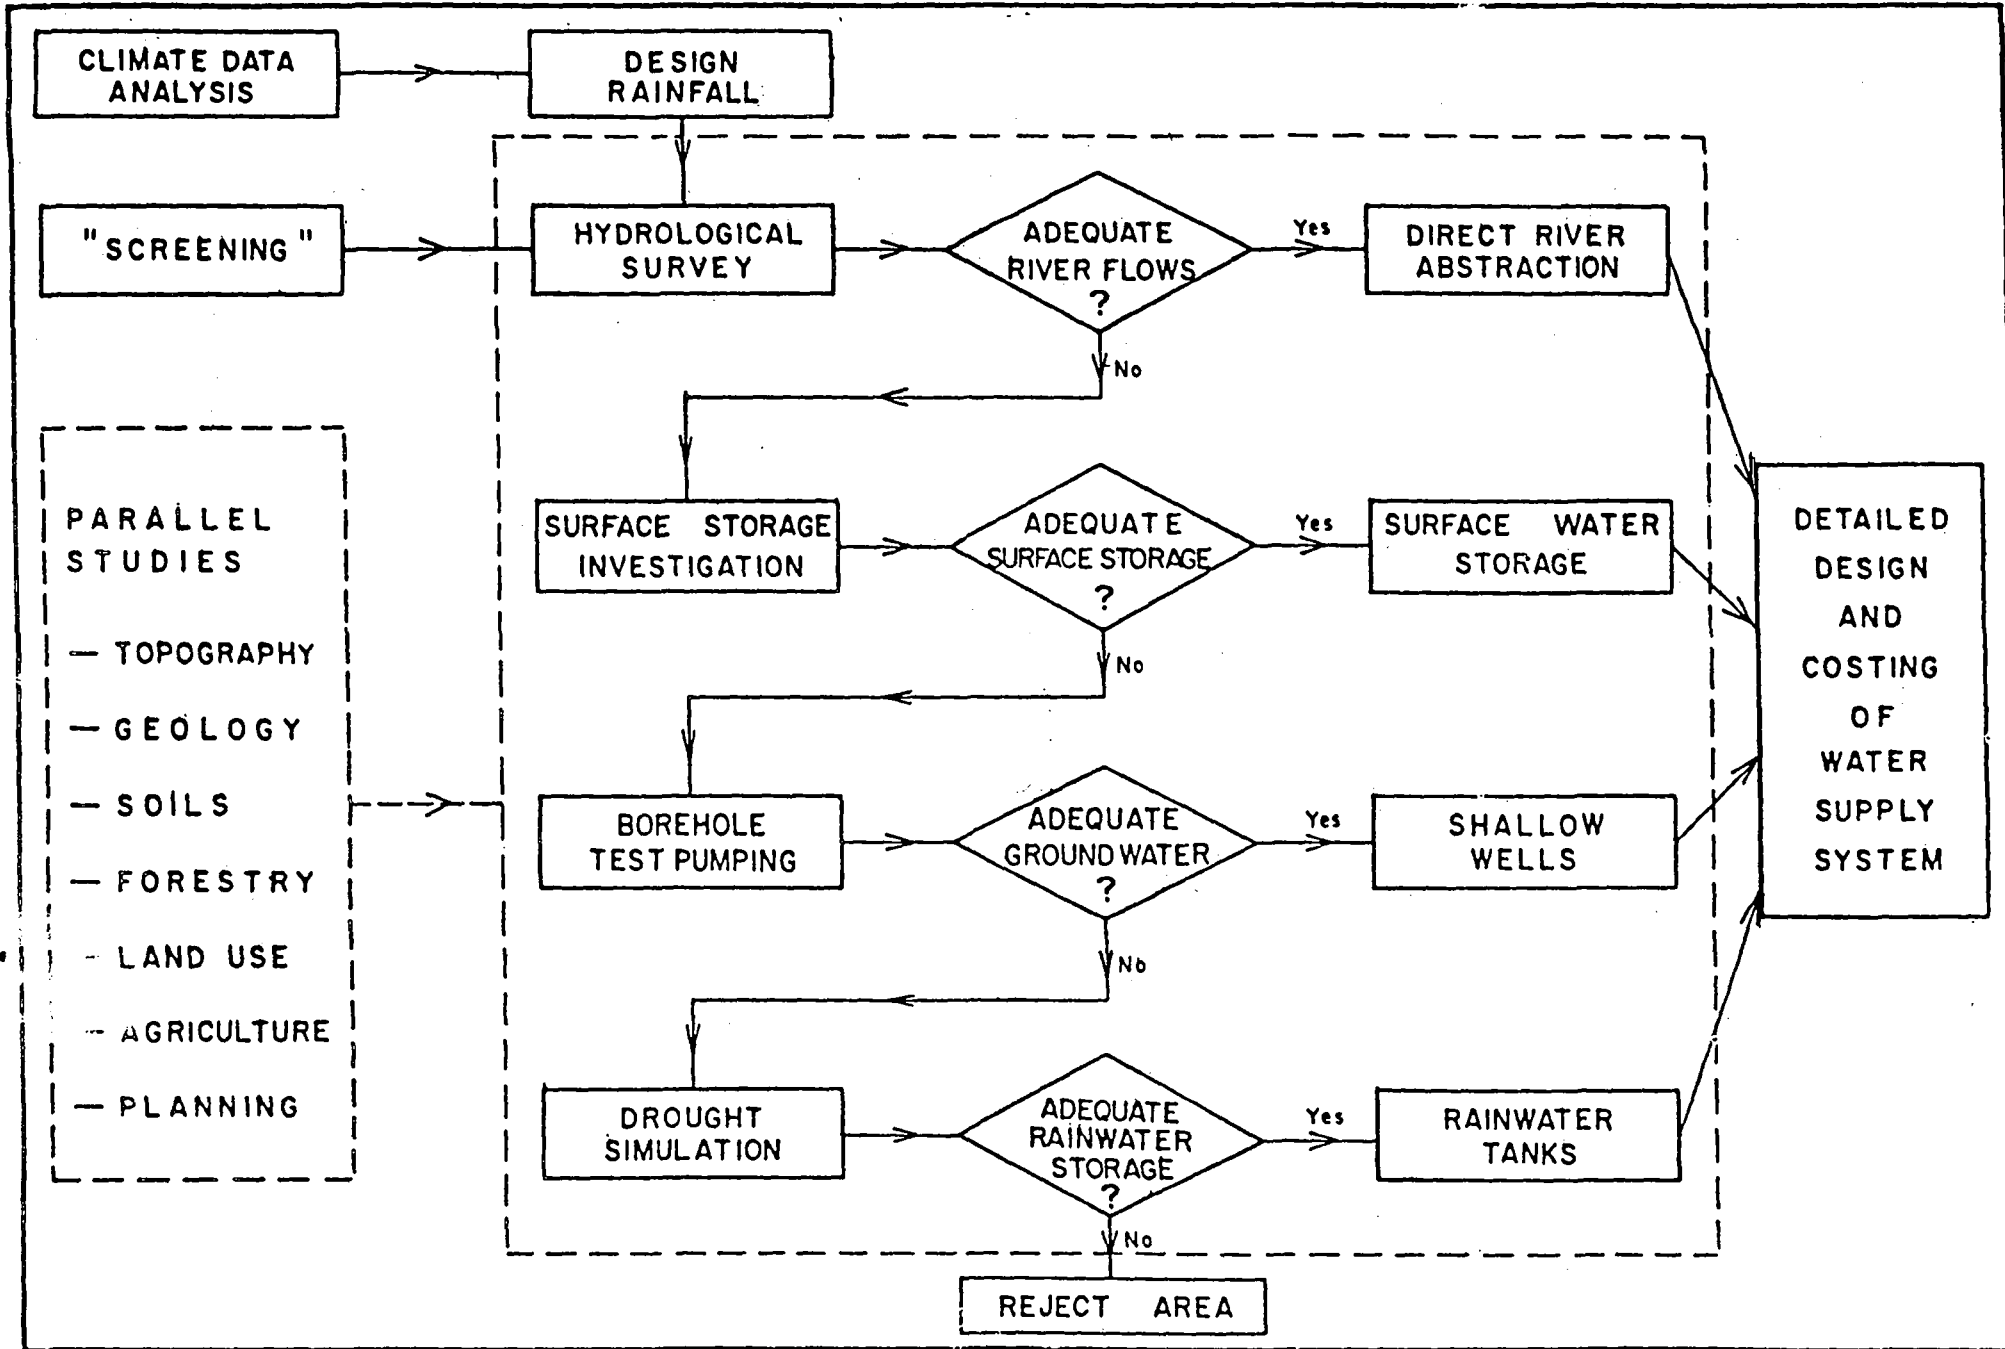 CLIMATE DATA
ANALYSIS
DESIGN
RAINFALL
"SCREENING"
HYDROLOGICAL
SURVEY
ADEQUATE
RIVER FLOWS
?
Yes
DIRECT RIVER
ABSTRACTION
No
PARALLEL
STUDIES
— TOPOGRAPHY
— GEOLOGY
— SOILS
— FORESTRY
- LAND USE
- AGRICULTURE
— PLANNING
SURFACE STORAGE
INVESTIGATION
ADEQUATE
SURFACE STORAGE
?
Yes
SURFACE WATER
STORAGE
No
BOREHOLE
TEST PUMPING
ADEQUATE
GROUND WATER
?
Yes
SHALLOW
WELLS
No
DROUGHT
SIMULATION
ADEQUATE
RAINWATER
STORAGE
?
Yes
RAINWATER
TANKS
No
REJECT AREA
DETAILED
DESIGN
AND
COSTING
OF
WATER
SUPPLY
SYSTEM